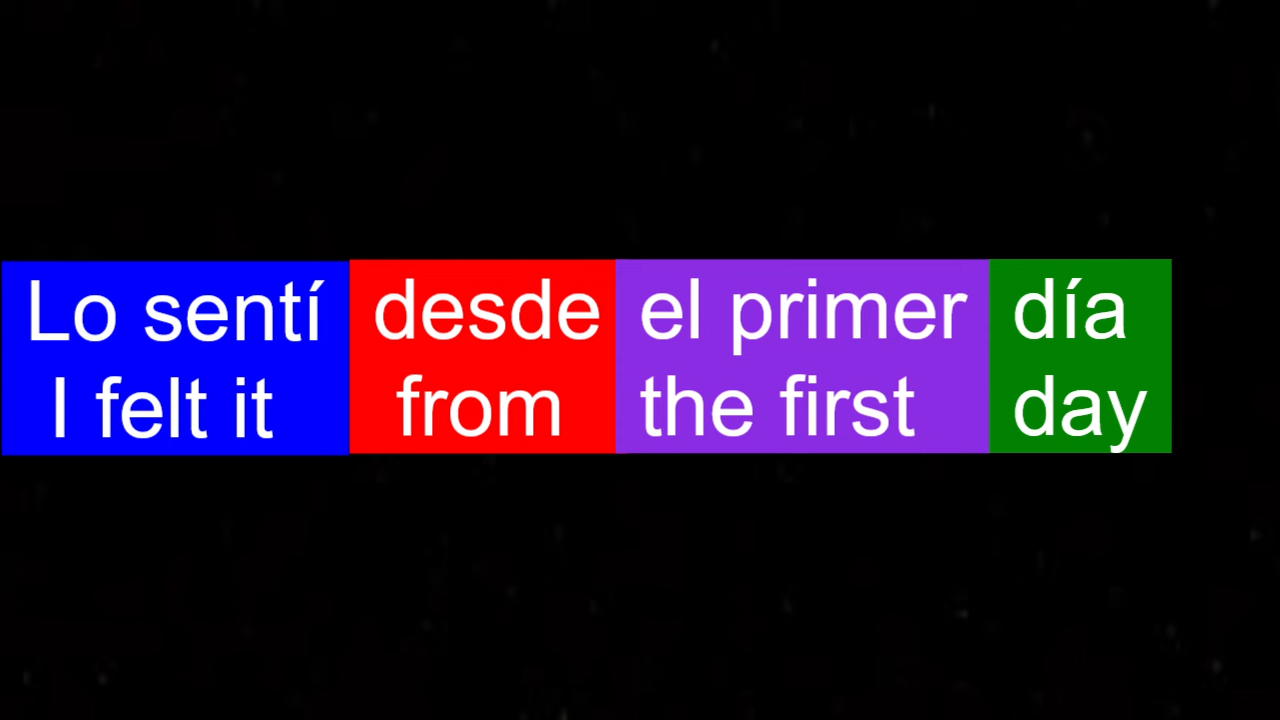 Lo sentí desde el primer día
I felt it from the first day